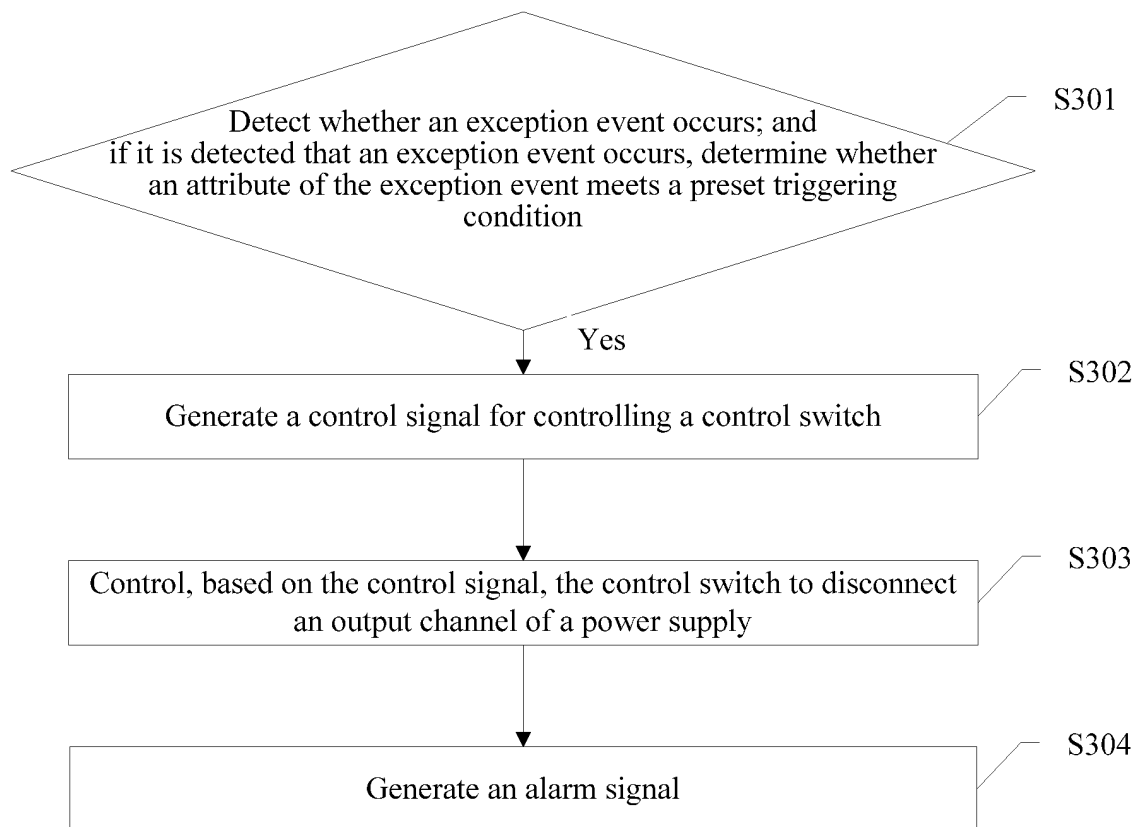 Detect whether an exception event occurs; and
if it is detected that an exception event occurs, determine whether
an attribute of the exception event meets a preset triggering
condition
S301
Yes
S302
Generate a control signal for controlling a control switch
S303
Control, based on the control signal, the control switch to disconnect
an output channel of a power supply
S304
Generate an alarm signal